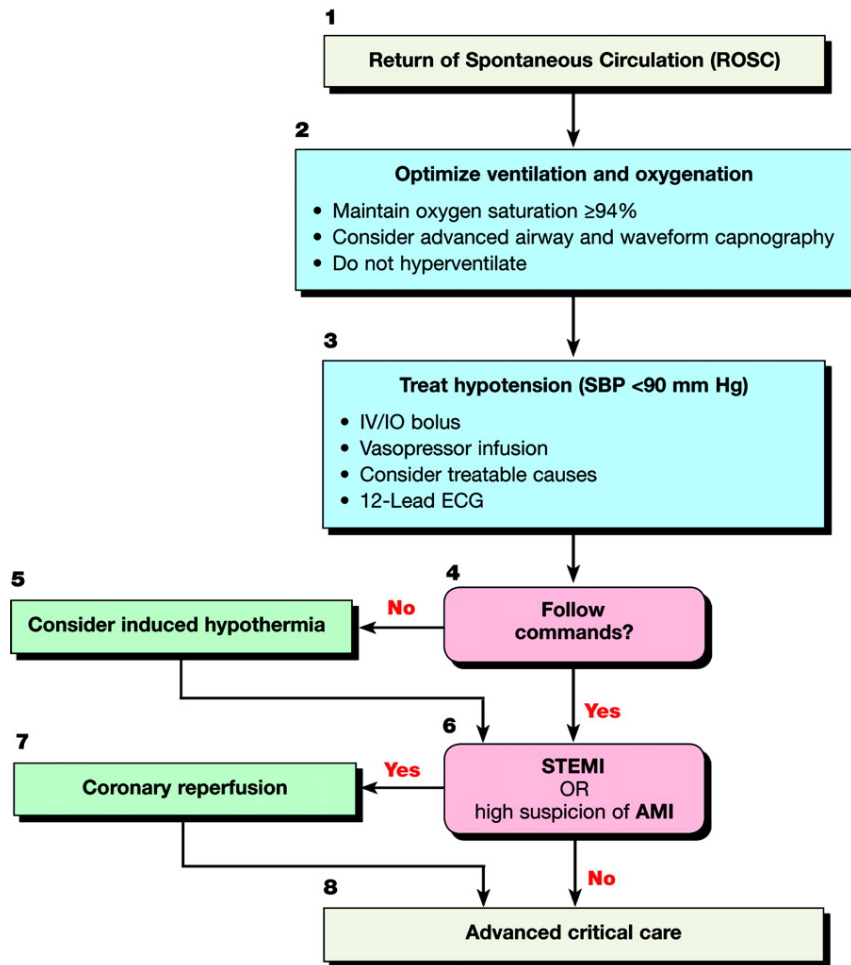 1
Return of Spontaneous Circulation (ROSC)
2
Optimize ventilation and oxygenation
• Maintain oxygen saturation ≥94%
• Consider advanced airway and waveform capnography
• Do not hyperventilate
3
Treat hypotension (SBP <90 mm Hg)
• IV/IO bolus
• Vasopressor infusion
• Consider treatable causes
• 12-Lead ECG
4
Follow
commands?
No
5
Consider induced hypothermia
Yes
6
STEMI
OR
high suspicion of AMI
Yes
7
Coronary reperfusion
No
8
Advanced critical care